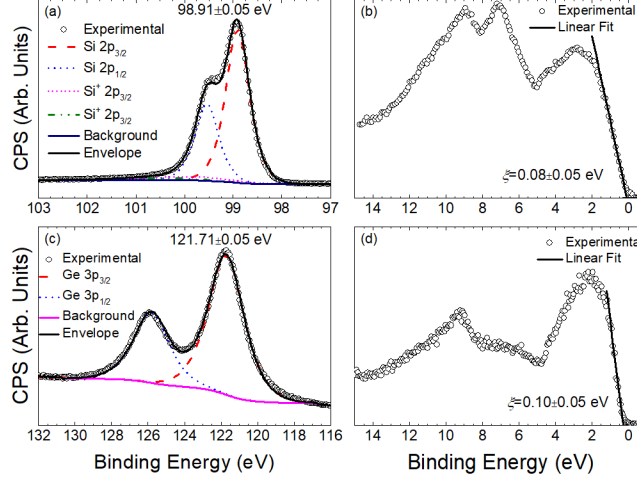 (a)
98.91±0.05 eV
Experimental
Si 2p3/2
Si 2p1/2
Si+ 2p3/2
Si+ 2p3/2
Background
Envelope
CPS (Arb. Units)
103 102 101 100 99 98 97
(b)
Experimental
Linear Fit
ξ=0.08±0.05 eV
14 12 10 8 6 4 2 0
(c)
121.71±0.05 eV
Experimental
Ge 3p3/2
Ge 3p1/2
Background
Envelope
CPS (Arb. Units)
132 130 128 126 124 122 120 118 116
Binding Energy (eV)
(d)
Experimental
Linear Fit
ξ=0.10±0.05 eV
14 12 10 8 6 4 2 0
Binding Energy (eV)